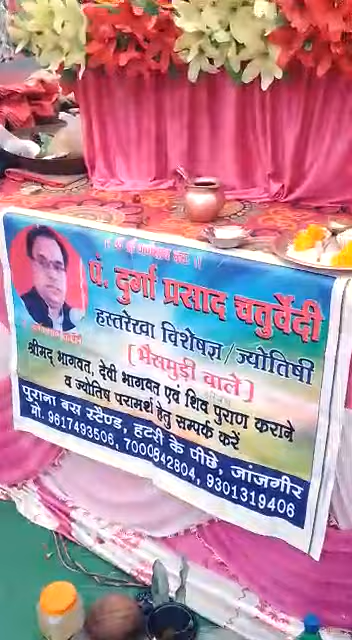 पं. दुर्गा प्रसाद चतुर्वेदी
हस्तरेखा विशेषज्ञ/ज्योतिषी
(भैंसमुड़ी वाले)
श्रीमद् भागवत, देवी भागवत एवं शिव पुराण कराने
व ज्योतिष परामर्श हेतु सम्पर्क करें
पुराना बस स्टैण्ड, हटरी के पीछे, जांजगीर
मो. 9617493506, 7000842804, 9301319406